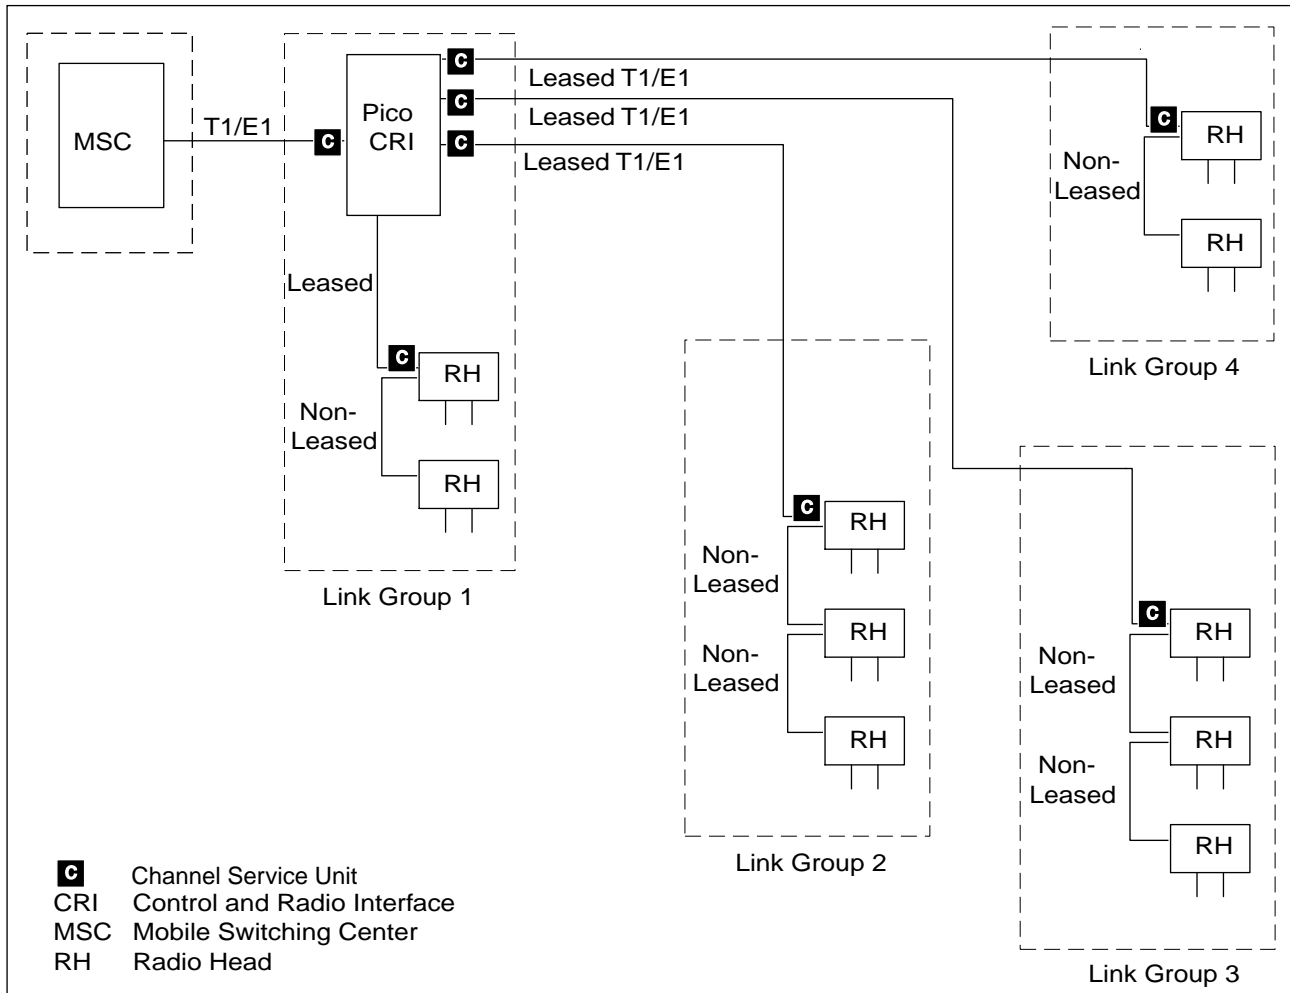 MSC
T1/E1
C
Pico
CRI
C
C
C
Leased T1/E1
Leased T1/E1
Leased T1/E1
Leased
C
RH
Non-
Leased
RH
Link Group 1
C
RH
Non-
Leased
RH
Link Group 4
C
RH
Non-
Leased
RH
Non-
Leased
RH
Link Group 2
C
RH
Non-
Leased
RH
Non-
Leased
RH
Link Group 3
C Channel Service Unit
CRI Control and Radio Interface
MSC Mobile Switching Center
RH Radio Head